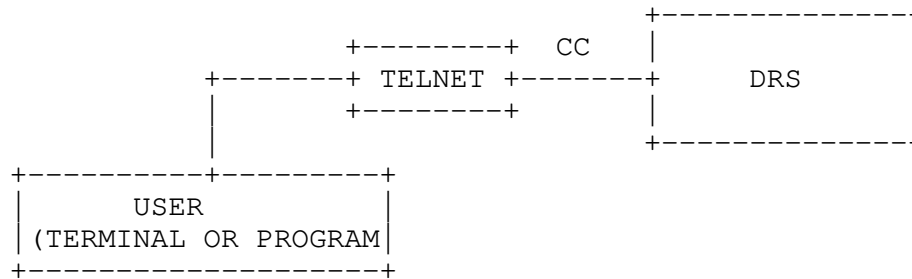 CC
TELNET
DRS
USER
(TERMINAL OR PROGRAM